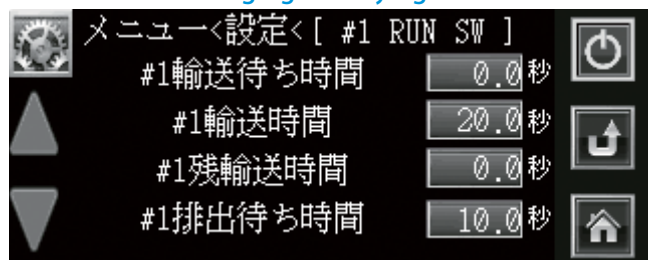 メニュー<設定<[ #1 RUN SW ]
#1輸送待ち時間 0.0秒
#1輸送時間 20.0秒
#1残輸送時間 0.0秒
#1排出待ち時間 10.0秒